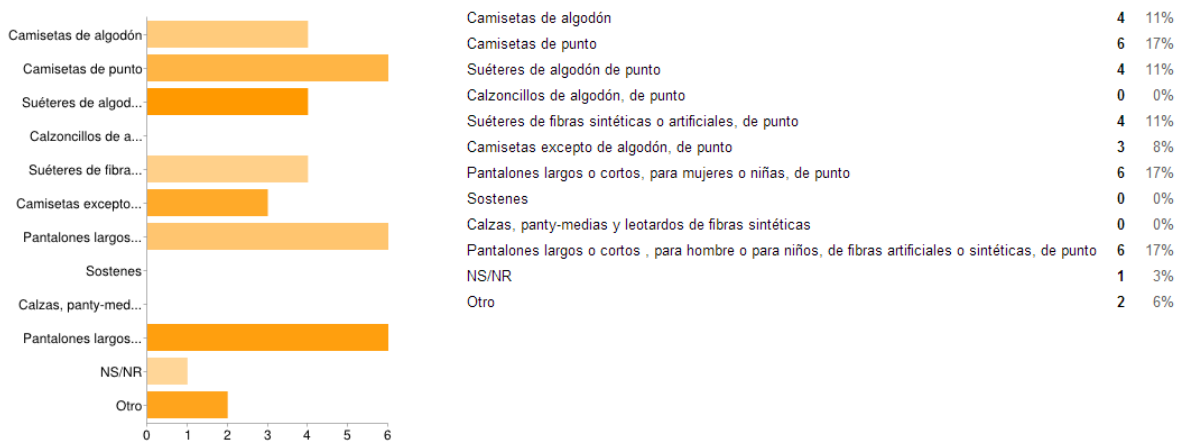 Camisetas de algodón
Camisetas de punto
Suéteres de algod...
Calzoncillos de a...
Suéteres de fibra...
Camisetas excepto...
Pantalones largos...
Sostenes
Calzas, panty-med...
Pantalones largos...
NS/NR
Otro
0 1 2 3 4 5 6
Camisetas de algodón 4 11%
Camisetas de punto 6 17%
Suéteres de algodón de punto 4 11%
Calzoncillos de algodón, de punto 0 0%
Suéteres de fibras sintéticas o artificiales, de punto 4 11%
Camisetas excepto de algodón, de punto 3 8%
Pantalones largos o cortos, para mujeres o niñas, de punto 6 17%
Sostenes 0 0%
Calzas, panty-medias y leotardos de fibras sintéticas 0 0%
Pantalones largos o cortos , para hombre o para niños, de fibras artificiales o sintéticas, de punto 6 17%
NS/NR 1 3%
Otro 2 6%